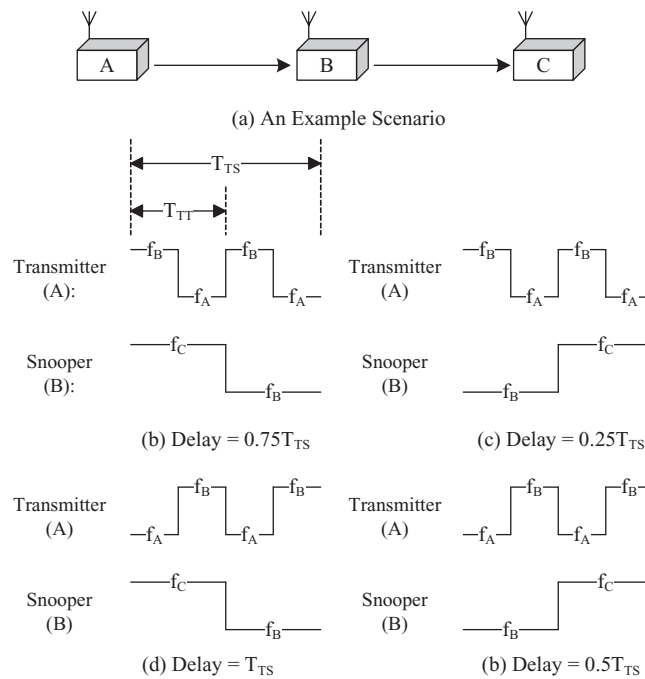 A B C
(a) An Example Scenario
T_TS
T_TT
Transmitter (A): f_B f_A f_B f_A
Snooper (B): f_C f_B
(b) Delay = 0.75T_TS
Transmitter (A) f_B f_A f_B f_A
Snooper (B) f_B f_C
(c) Delay = 0.25T_TS
Transmitter (A) f_A f_B f_A f_B
Snooper (B) f_C f_B
(d) Delay = T_TS
Transmitter (A) f_A f_B f_A f_B
Snooper (B) f_B f_C
(b) Delay = 0.5T_TS